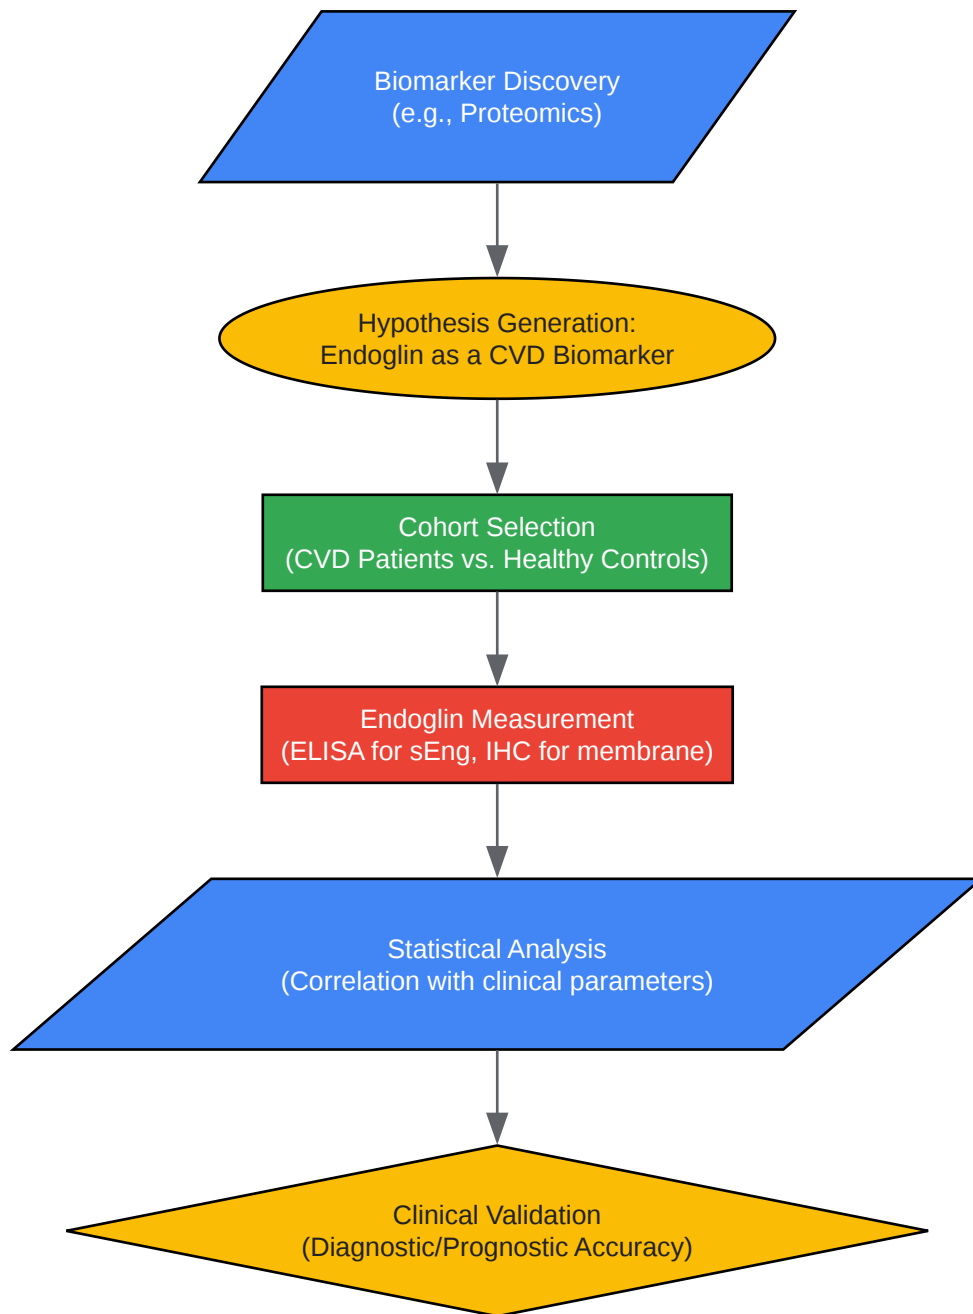 Biomarker Discovery
(e.g., Proteomics)
Hypothesis Generation:
Endoglin as a CVD Biomarker
Cohort Selection
(CVD Patients vs. Healthy Controls)
Endoglin Measurement
(ELISA for sEng, IHC for membrane)
Statistical Analysis
(Correlation with clinical parameters)
Clinical Validation
(Diagnostic/Prognostic Accuracy)